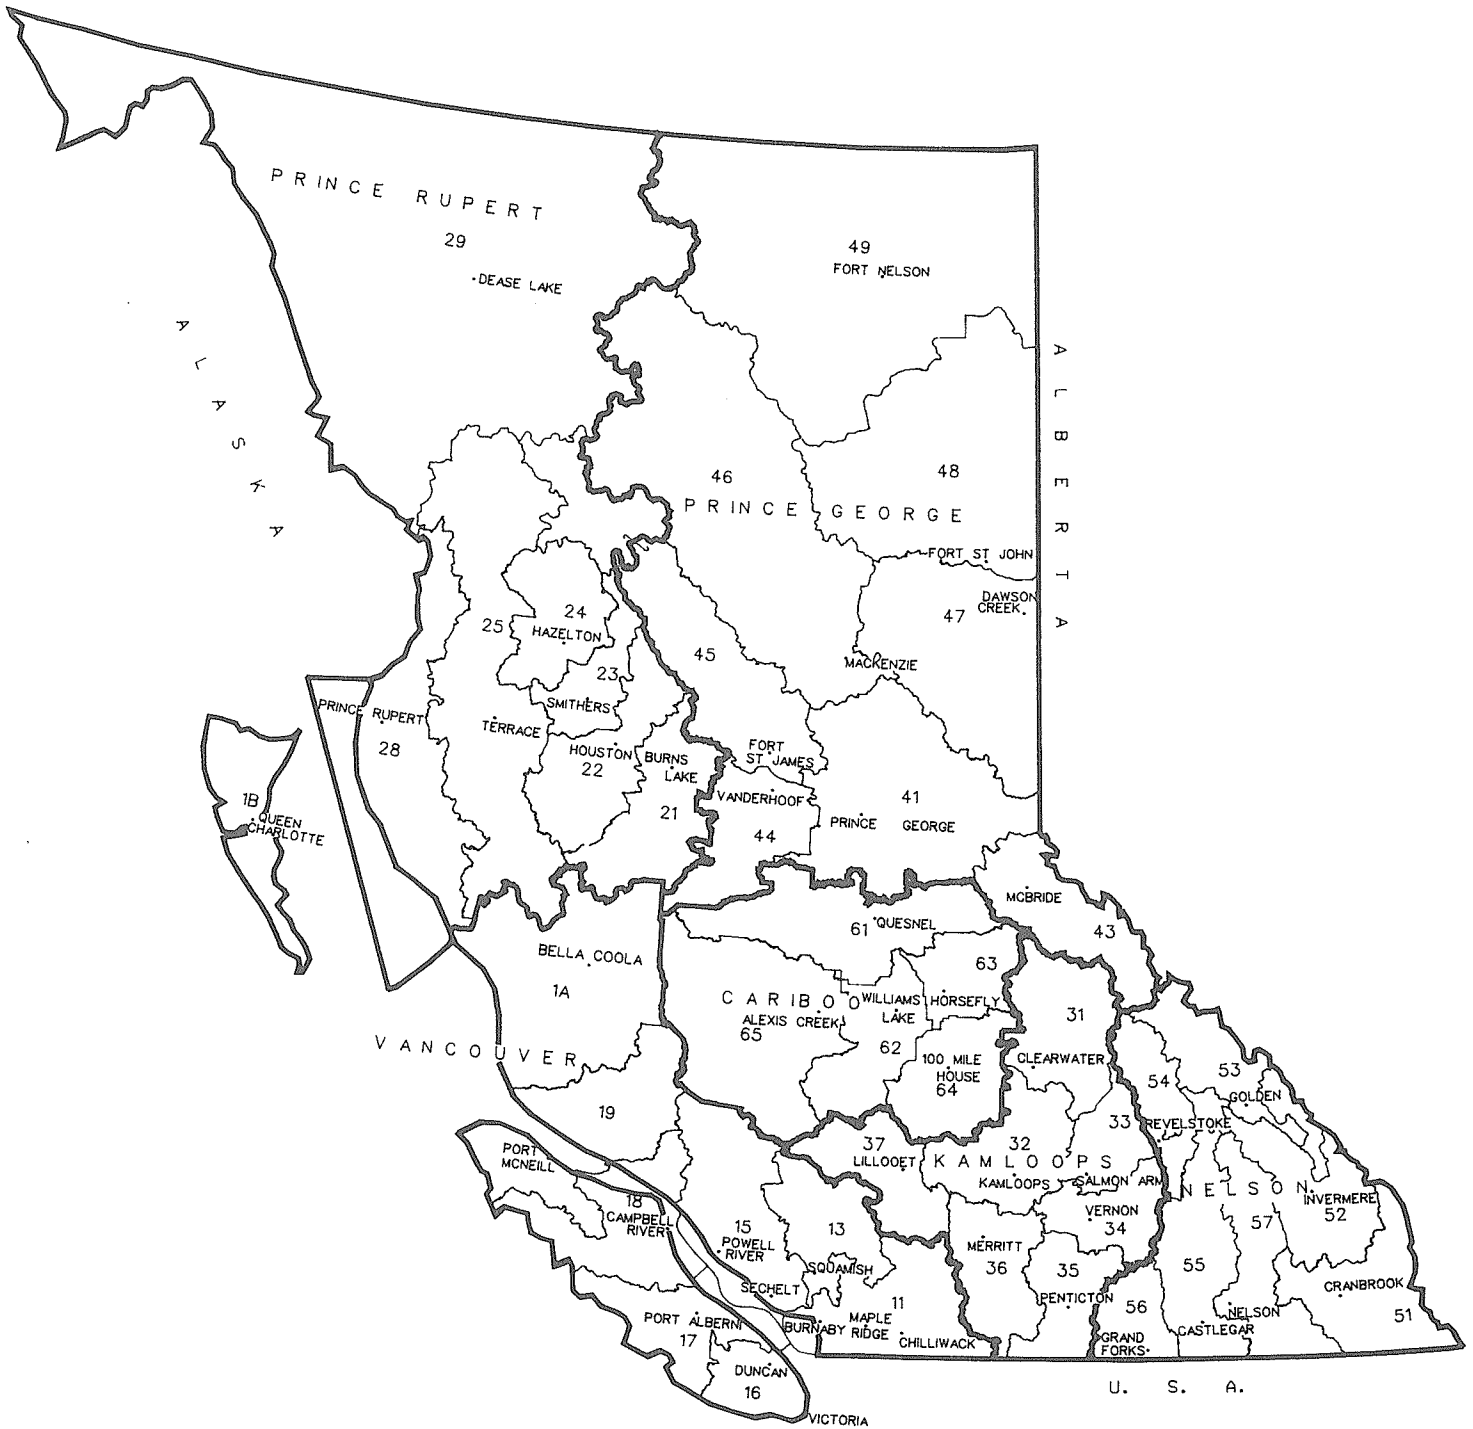 PRINCE RUPERT
29
DEASE LAKE
49
FORT NELSON
ALASKA
ALBERTA
46
48
PRINCE GEORGE
FORT ST JOHN
DAWSON
CREEK
47
24
HAZELTON
25
23
SMITHERS
45
MACKENZIE
PRINCE RUPERT
28
TERRACE
HOUSTON
22
BURNS
LAKE
21
FORT
ST JAMES
VANDERHOOF
44
41
PRINCE GEORGE
1B
QUEEN
CHARLOTTE
MCBRIDE
43
61
QUESNEL
BELLA COOLA
1A
63
CARIBOO
WILLIAMS
LAKE
HORSEFLY
ALEXIS CREEK
65
62
31
CLEARWATER
100 MILE
HOUSE
64
VANCOUVER
19
53
54
GOLDEN
33
REVELSTOKE
37
LILLOOET
32
KAMLOOPS
KAMLOOPS
SALMON ARM
NELSON
INVERMERE
52
57
PORT
MCNEILL
18
CAMPBELL
RIVER
15
POWELL
RIVER
13
SQUAMISH
VERNON
34
MERRITT
36
35
PENTICTON
55
56
CRANBROOK
51
SECHELT
11
MAPLE
RIDGE
BURNABY
CHILLIWACK
GRAND
FORKS
CASTLEGAR
NELSON
PORT ALBERNI
17
DUNCAN
16
VICTORIA
U. S. A.